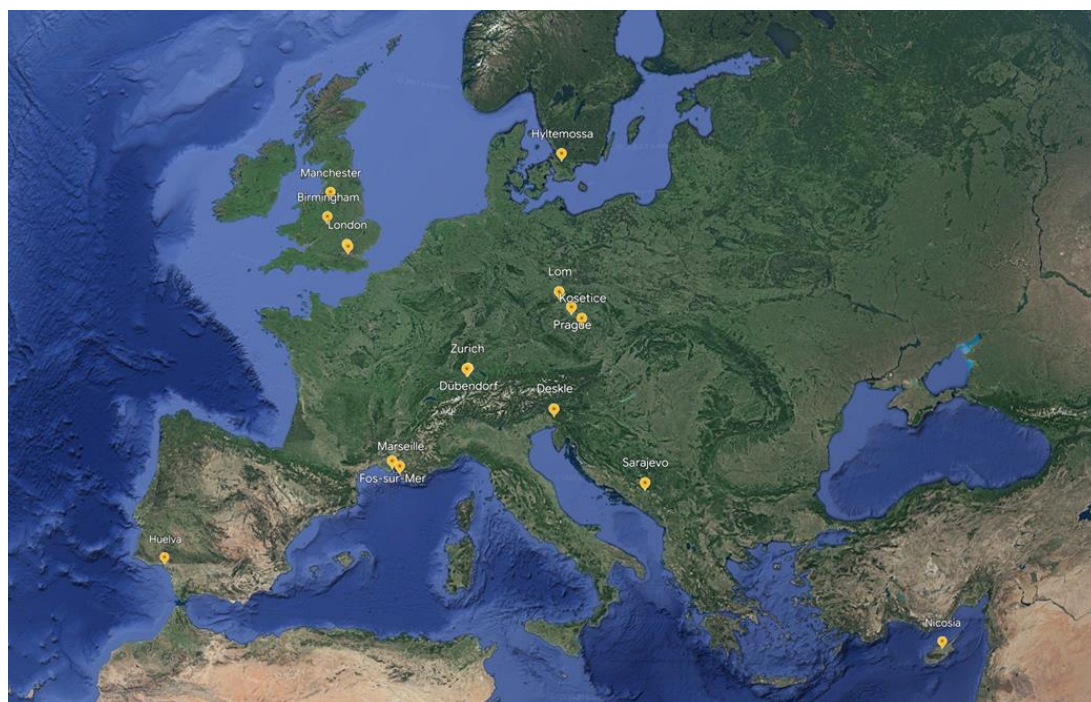 Hyltemossa
Manchester
Birmingham
London
Lom
Kosetice
Prague
Zurich
Dübendorf
Deskle
Marseille
Fos-sur-Mer
Sarajevo
Huelva
Nicosia